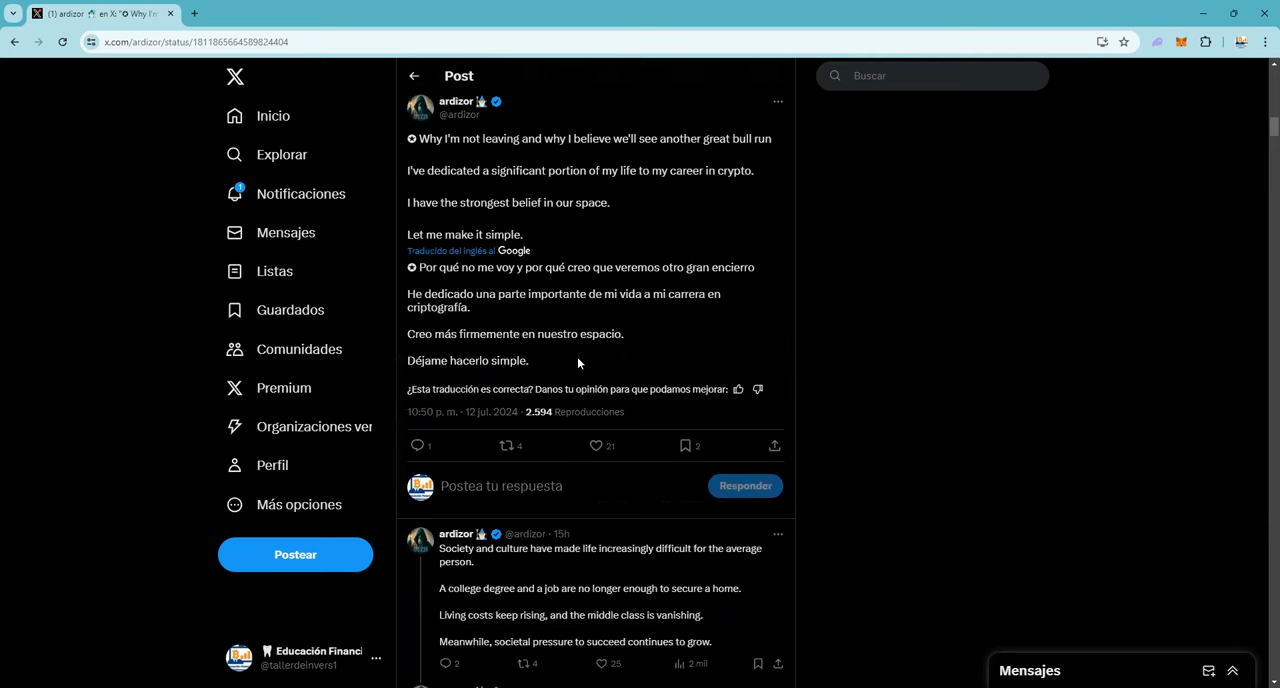 (1) ardizor en X: "✪ Why I'm
x.com/ardizor/status/1811865664589824404
Post
Buscar
Inicio
Explorar
1
Notificaciones
Mensajes
Listas
Guardados
Comunidades
Premium
Organizaciones ver
Perfil
Más opciones
Postear
Educación Financi
@tallerdeinvers1
ardizor
@ardizor
✪ Why I'm not leaving and why I believe we'll see another great bull run
I've dedicated a significant portion of my life to my career in crypto.
I have the strongest belief in our space.
Let me make it simple.
Traducido del inglés al Google
✪ Por qué no me voy y por qué creo que veremos otro gran encierro
He dedicado una parte importante de mi vida a mi carrera en
criptografía.
Creo más firmemente en nuestro espacio.
Déjame hacerlo simple.
¿Esta traducción es correcta? Danos tu opinión para que podamos mejorar:
10:50 p. m. · 12 jul. 2024 · 2.594 Reproducciones
1 4 21 2
Postea tu respuesta
Responder
ardizor @ardizor · 15h
Society and culture have made life increasingly difficult for the average
person.
A college degree and a job are no longer enough to secure a home.
Living costs keep rising, and the middle class is vanishing.
Meanwhile, societal pressure to succeed continues to grow.
2 4 25 2 mil
Mensajes